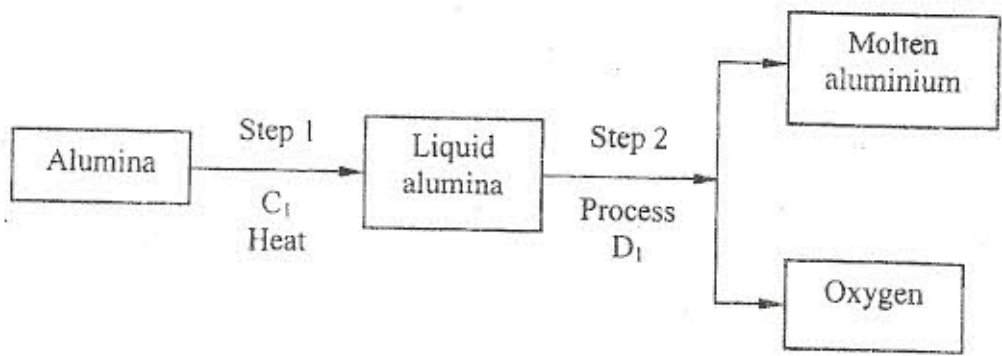 Molten
aluminium
Step 1
Liquid
alumina
Step 2
Alumina
C₁
Heat
Process
D₁
Oxygen